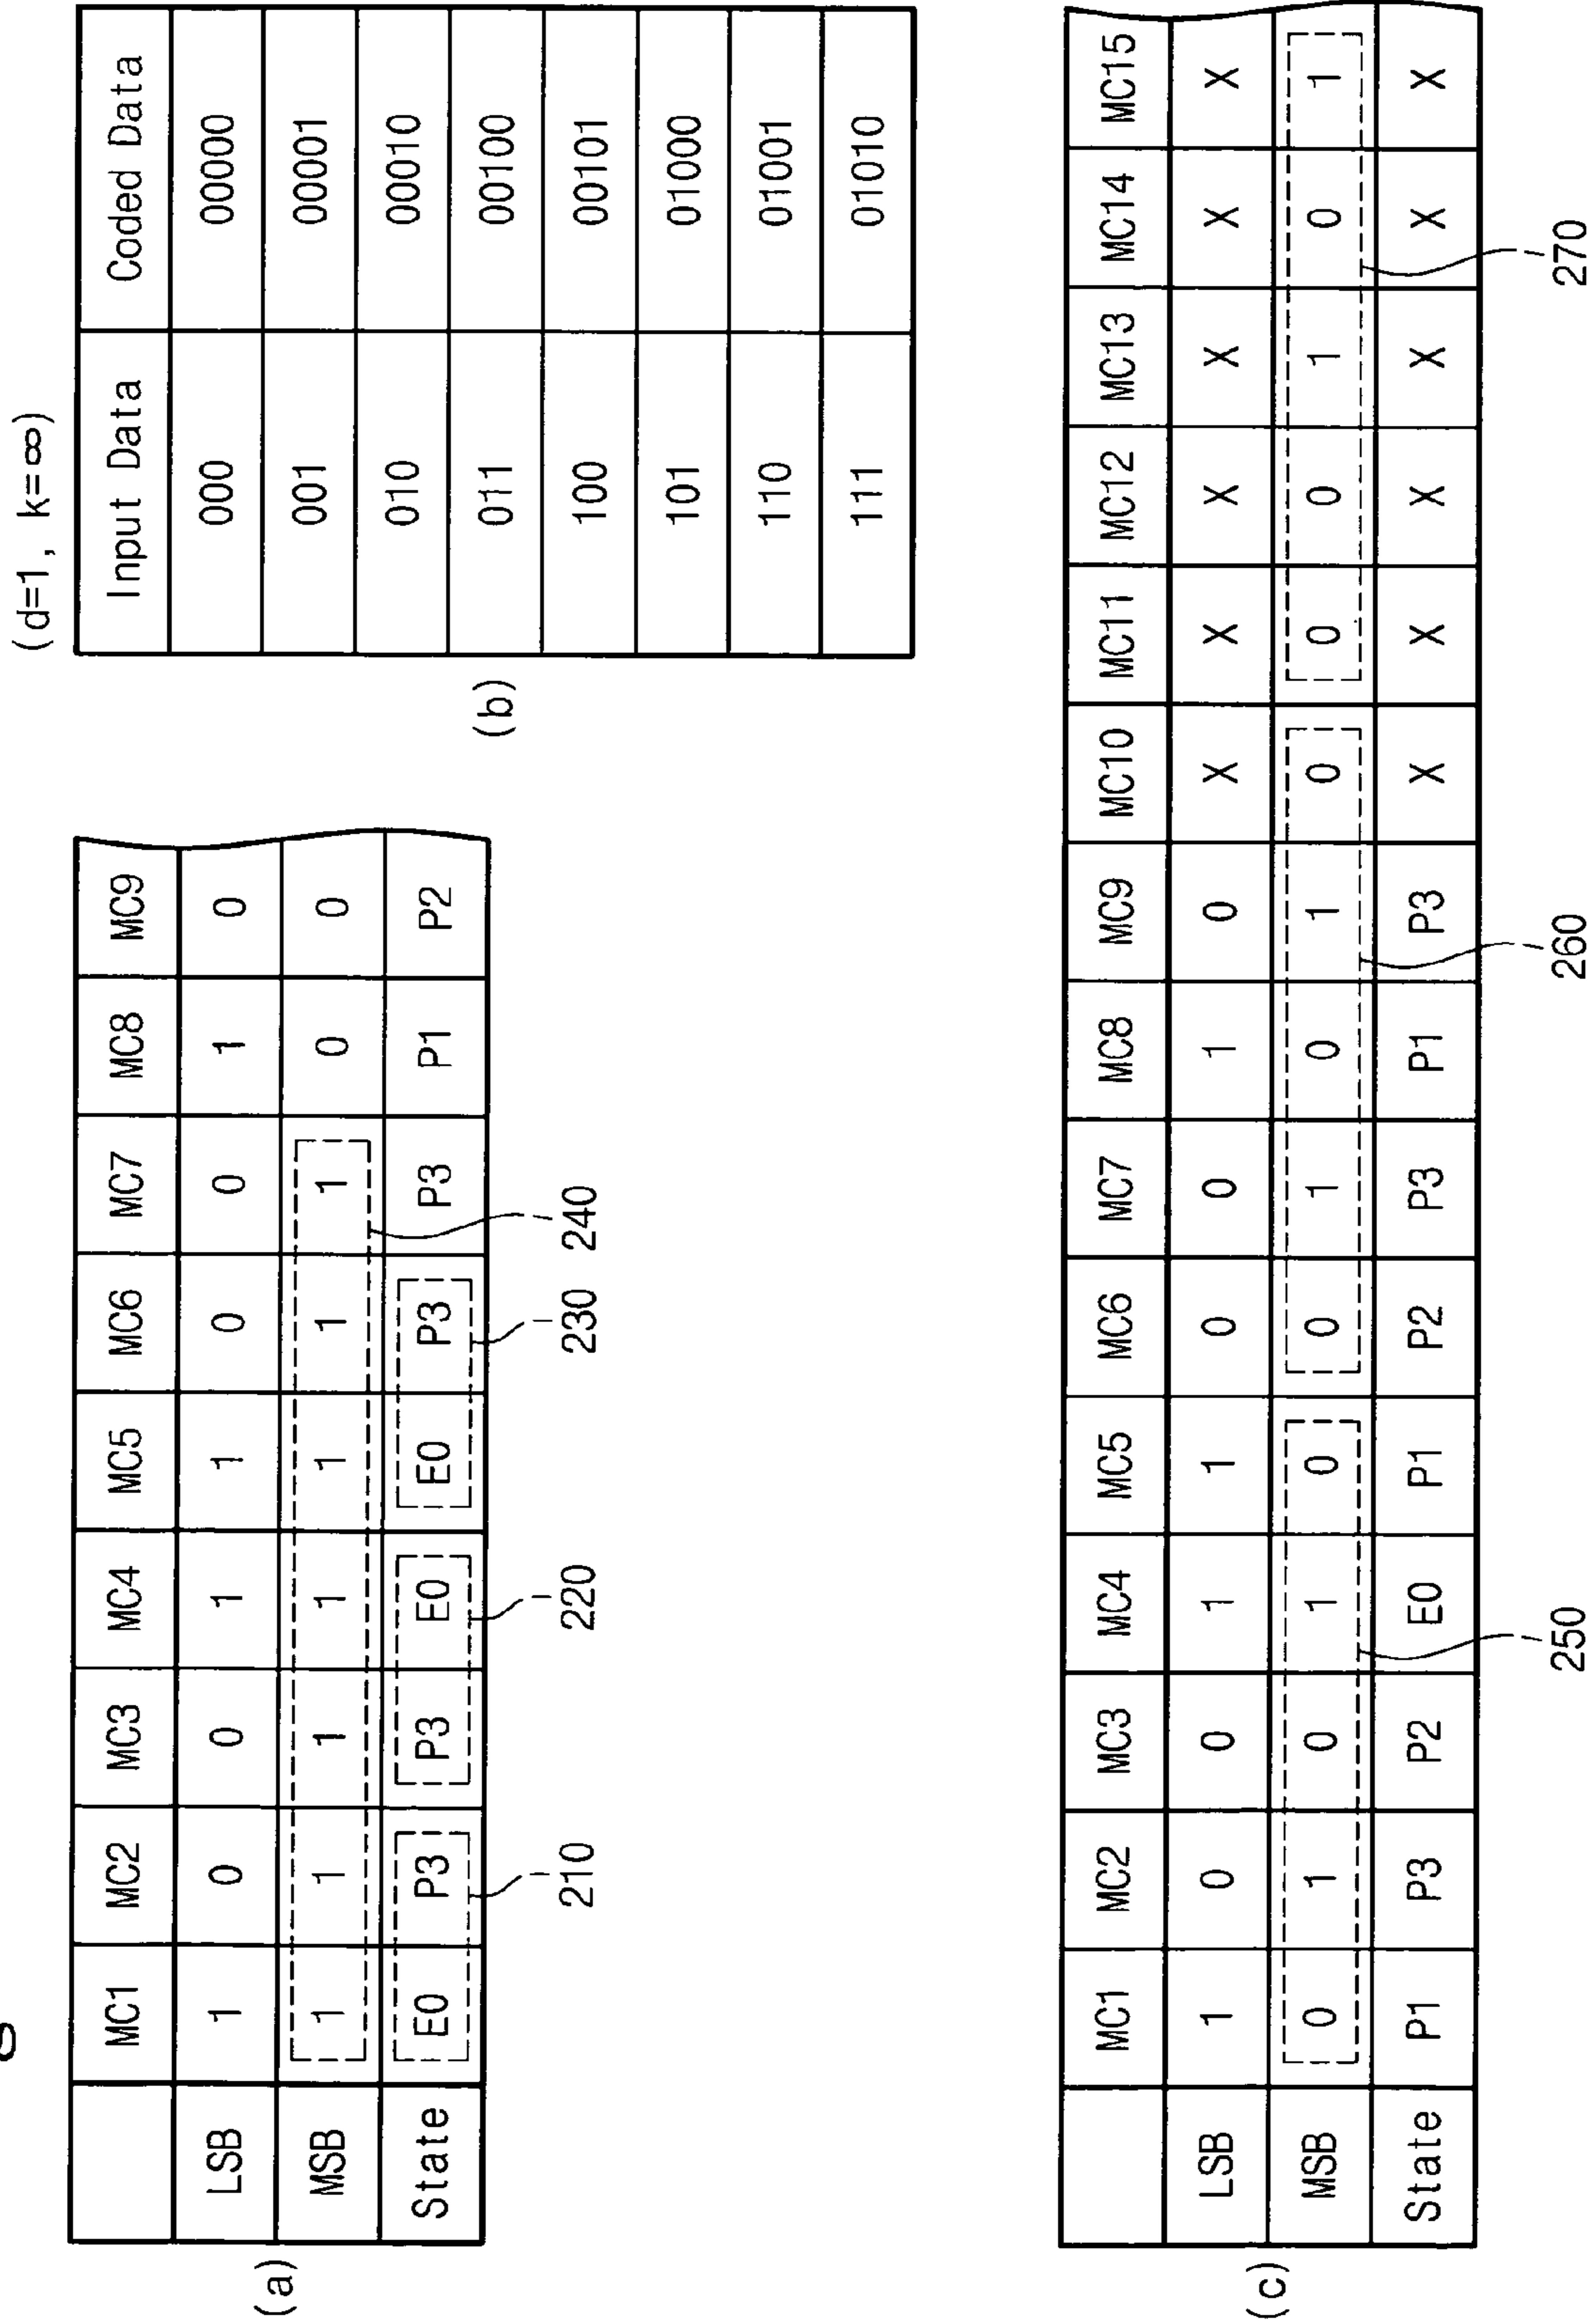 (a)
MC1 MC2 MC3 MC4 MC5 MC6 MC7 MC8 MC9
LSB 1 0 0 1 1 0 0 1 0
MSB 1 1 1 1 1 1 1 0 0
State E0 P3 P3 E0 E0 P3 P3 P1 P2
210 220 230 240
(d=1, k=∞)
(b)
Input Data Coded Data
000 00000
001 00001
010 00010
011 00100
100 00101
101 01000
110 01001
111 01010
(c)
MC1 MC2 MC3 MC4 MC5 MC6 MC7 MC8 MC9 MC10 MC11 MC12 MC13 MC14 MC15
LSB 1 0 0 1 1 0 0 1 0 X X X X X X
MSB 0 1 0 1 0 0 1 0 1 0 0 0 1 0 1
State P1 P3 P2 E0 P1 P2 P3 P1 P3 X X X X X X
250 260 270